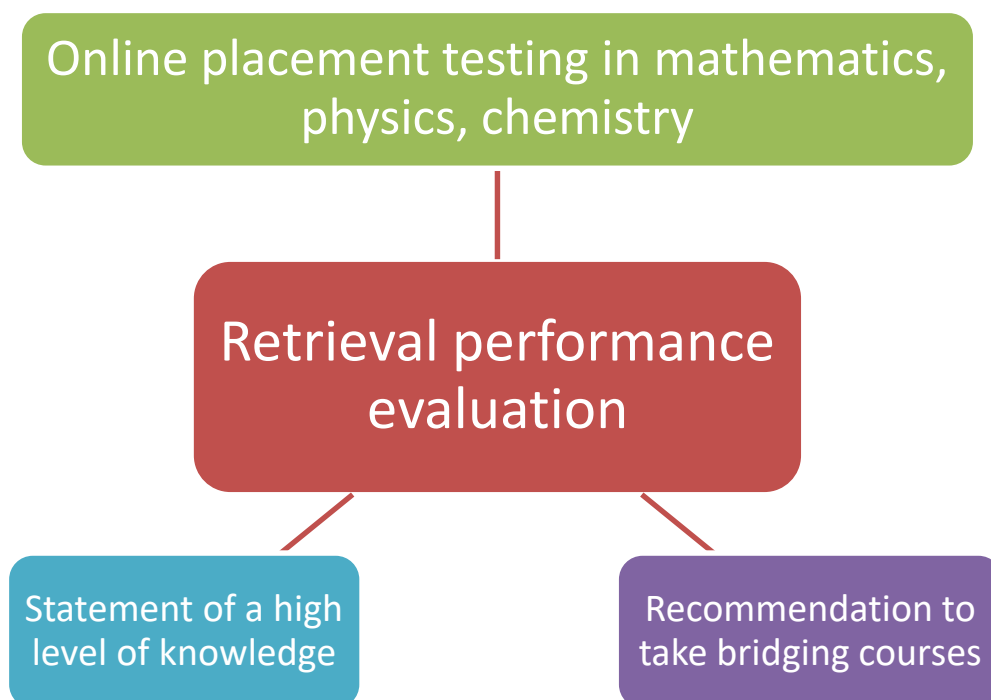 Online placement testing in mathematics,
physics, chemistry
Retrieval performance
evaluation
Statement of a high
level of knowledge
Recommendation to
take bridging courses